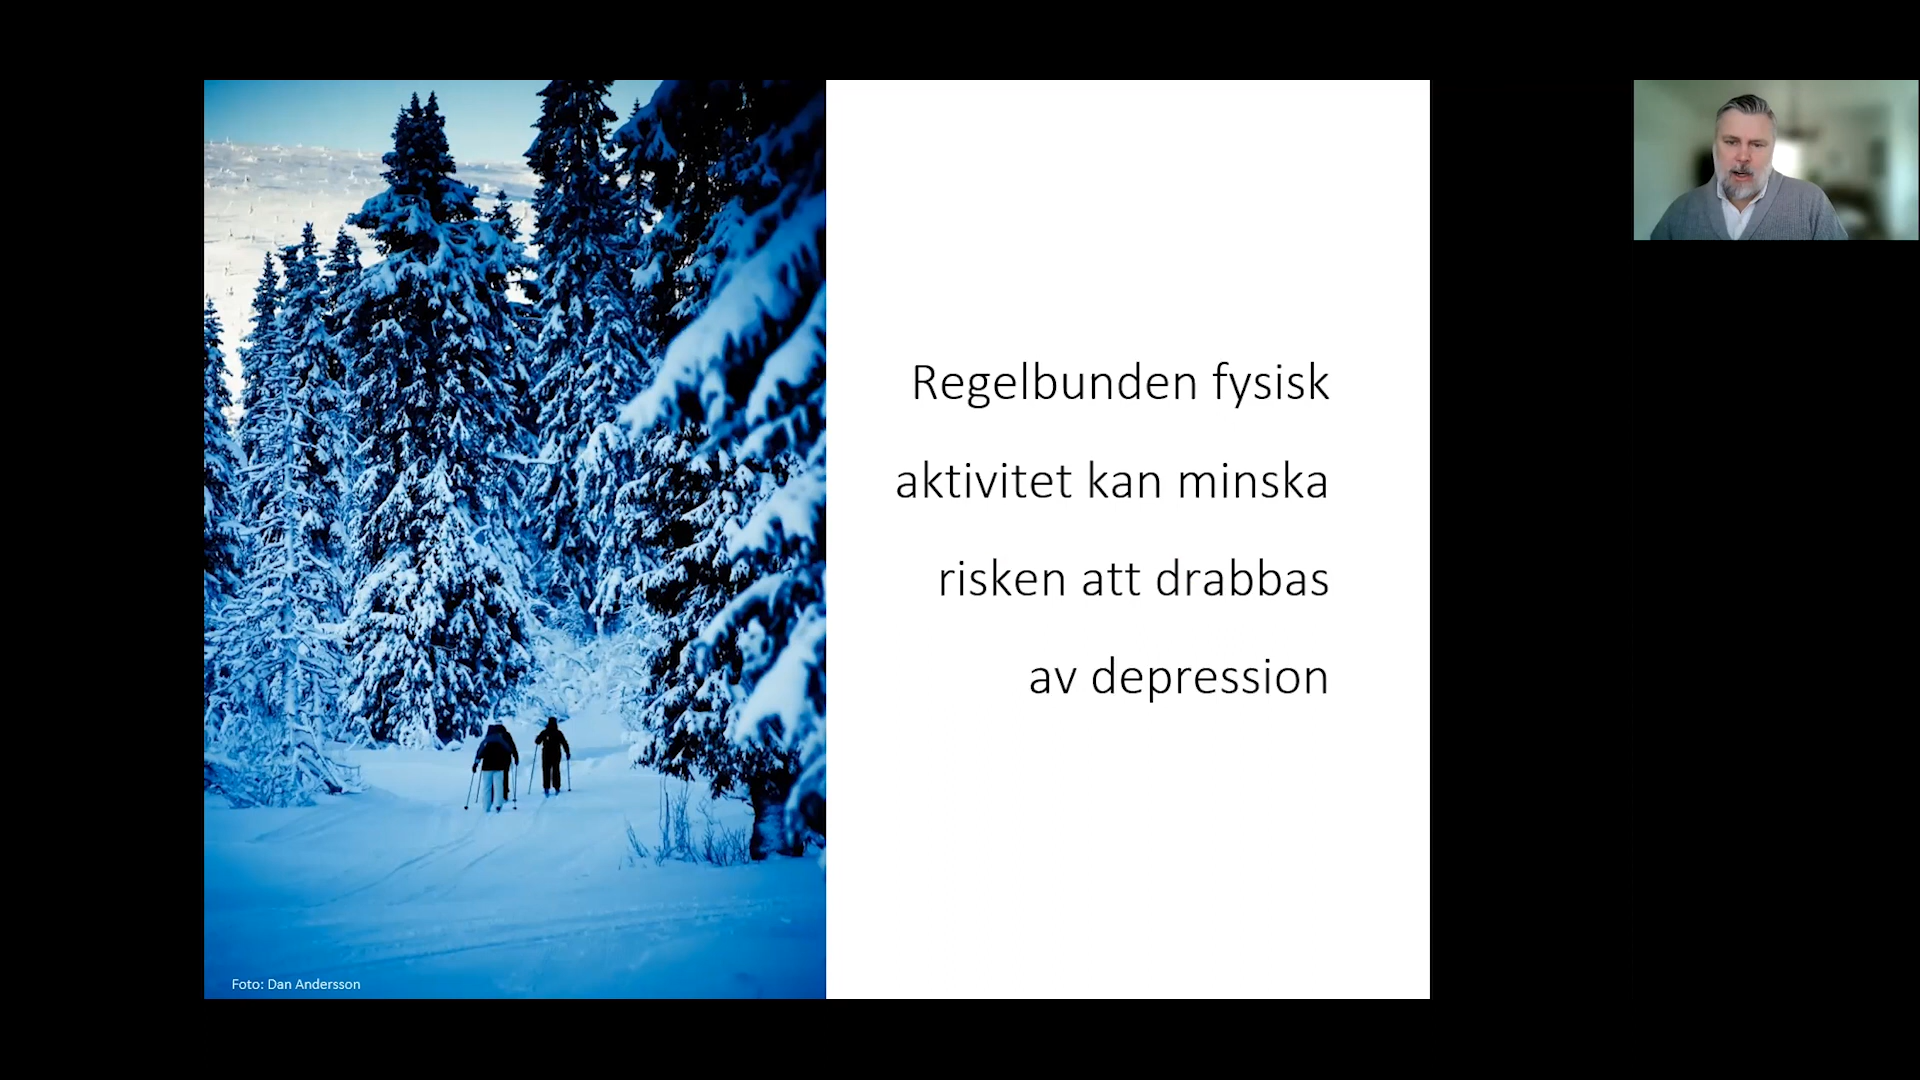 Regelbunden fysisk
aktivitet kan minska
risken att drabbas
av depression
Foto: Dan Andersson